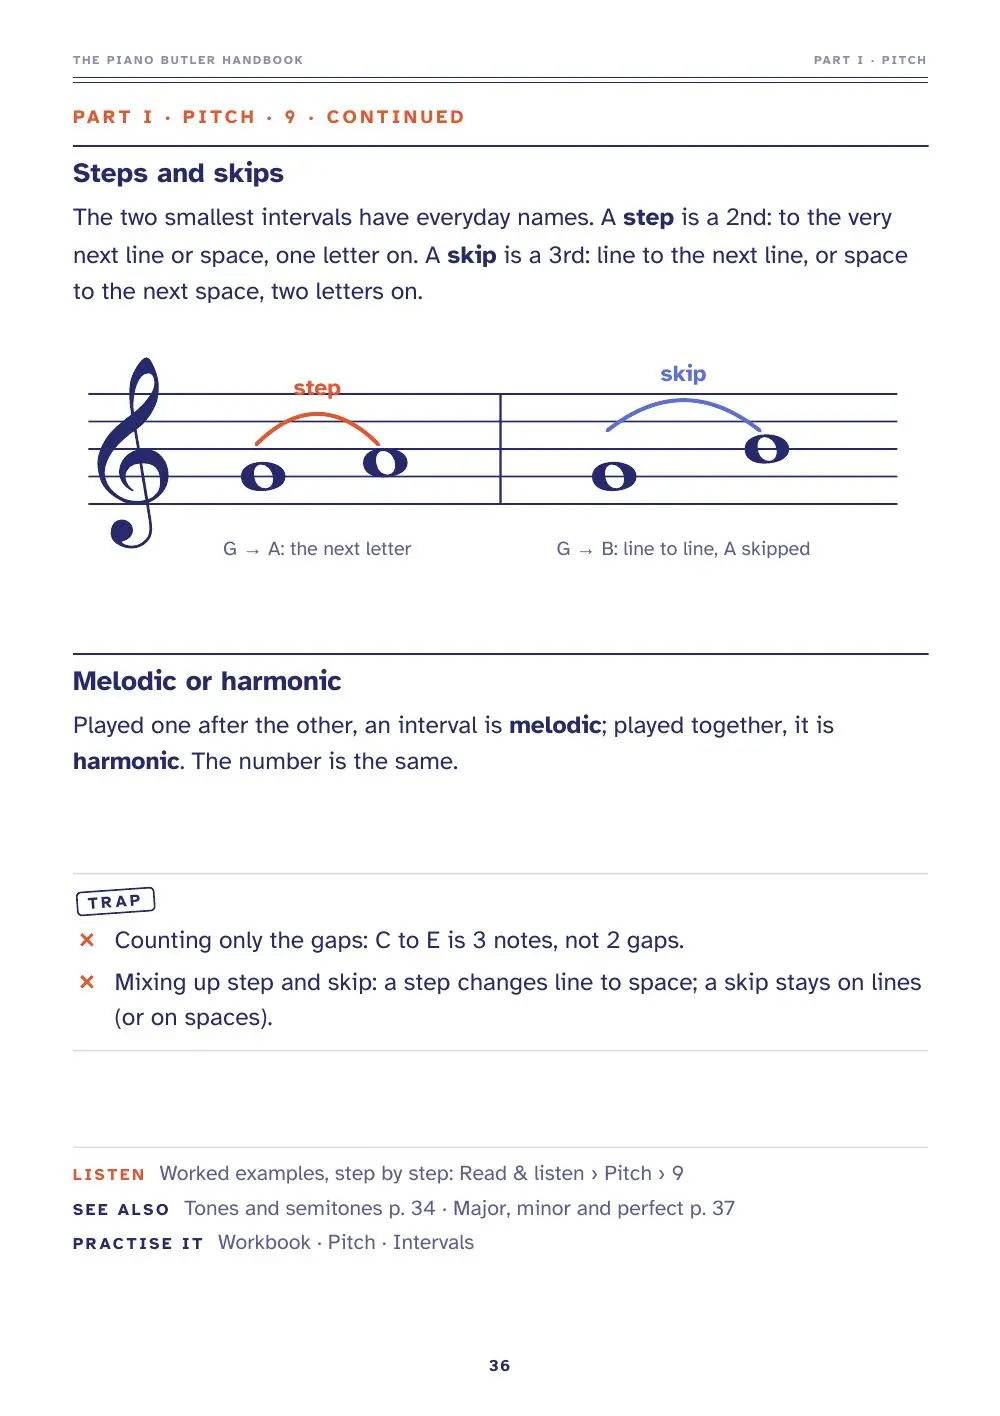 THE PIANO BUTLER HANDBOOK
PART I · PITCH
PART I · PITCH · 9 · CONTINUED
Steps and skips
The two smallest intervals have everyday names. A step is a 2nd: to the very
next line or space, one letter on. A skip is a 3rd: line to the next line, or space
to the next space, two letters on.
step
skip
G → A: the next letter
G → B: line to line, A skipped
Melodic or harmonic
Played one after the other, an interval is melodic; played together, it is
harmonic. The number is the same.
TRAP
× Counting only the gaps: C to E is 3 notes, not 2 gaps.
× Mixing up step and skip: a step changes line to space; a skip stays on lines
(or on spaces).
LISTEN Worked examples, step by step: Read & listen › Pitch › 9
SEE ALSO Tones and semitones p. 34 · Major, minor and perfect p. 37
PRACTISE IT Workbook · Pitch · Intervals
36